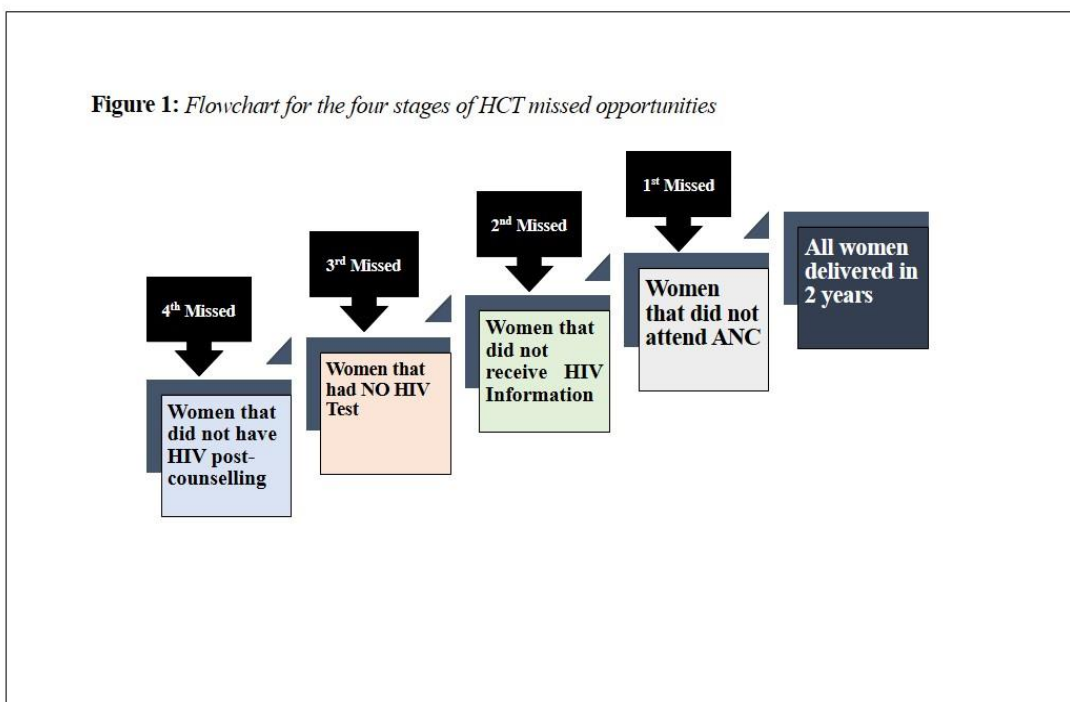 Figure 1: Flowchart for the four stages of HCT missed opportunities
1st Missed
2nd Missed
3rd Missed
4th Missed
All women
delivered in
2 years
Women
that did not
attend ANC
Women that
did not
receive HIV
Information
Women that
had NO HIV
Test
Women that
did not have
HIV post-
counselling